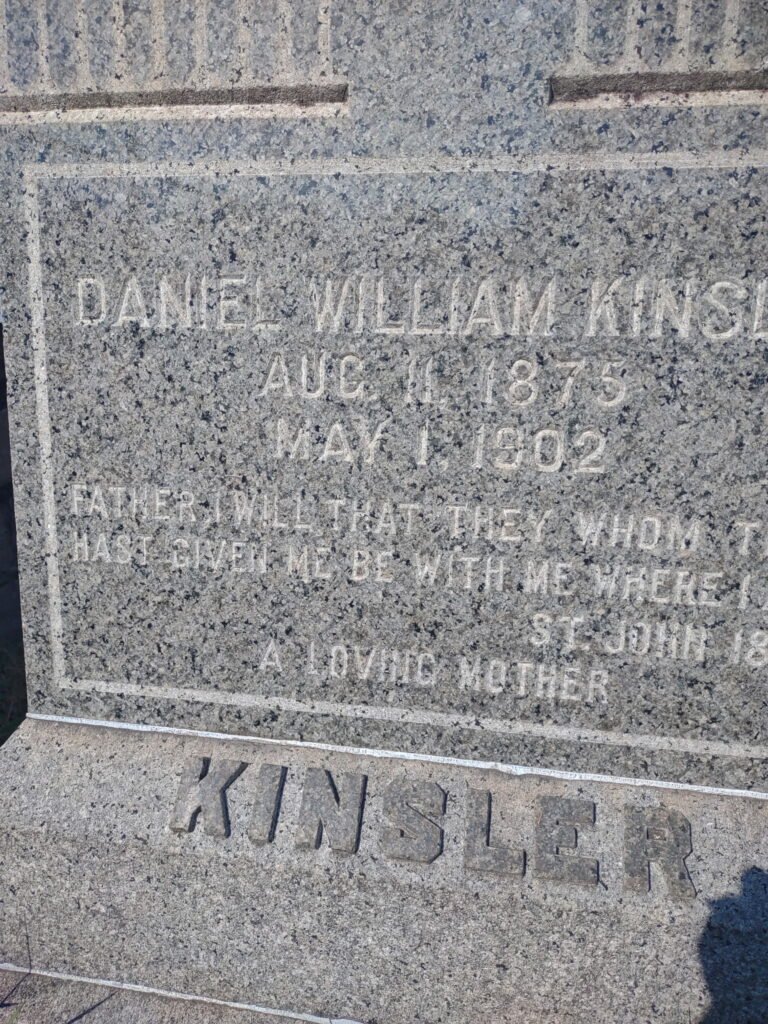 DANIEL WILLIAM KINSL
AUG. 11, 1875
MAY 1, 1902
FATHER, I WILL THAT THEY WHOM T
HAST GIVEN ME BE WITH ME WHERE I
ST. JOHN 18
A LOVING MOTHER
KINSLER